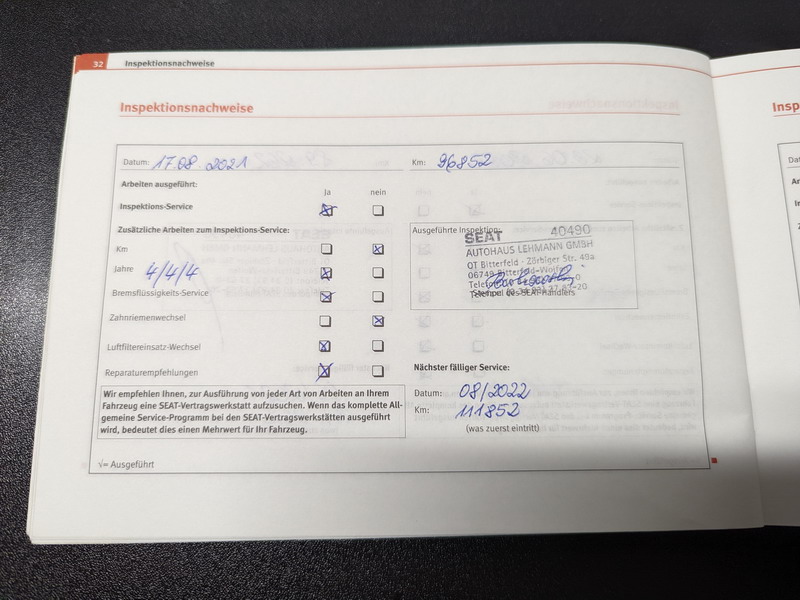 32 Inspektionsnachweise
Inspektionsnachweise
Insp
Datum: 17.08.2021
Km: 96852
Arbeiten ausgeführt:
Ja nein
Inspektions-Service
Zusätzliche Arbeiten zum Inspektions-Service:
Km
Jahre 4/4/4
Bremsflüssigkeits-Service
Zahnriemenwechsel
Luftfiltereinsatz-Wechsel
Reparaturempfehlungen
Ausgeführte Inspektion:
SEAT 40490
AUTOHAUS LEHMANN GMBH
OT Bitterfeld · Zörbiger Str. 49a
06749 Bitterfeld-Wolfen
Stempel des SEAT-Händlers
Wir empfehlen Ihnen, zur Ausführung von jeder Art von Arbeiten an Ihrem
Fahrzeug eine SEAT-Vertragswerkstatt aufzusuchen. Wenn das komplette All-
gemeine Service-Programm bei den SEAT-Vertragswerkstätten ausgeführt
wird, bedeutet dies einen Mehrwert für Ihr Fahrzeug.
Nächster fälliger Service:
Datum: 08/2022
Km: 111852
(was zuerst eintritt)
√= Ausgeführt